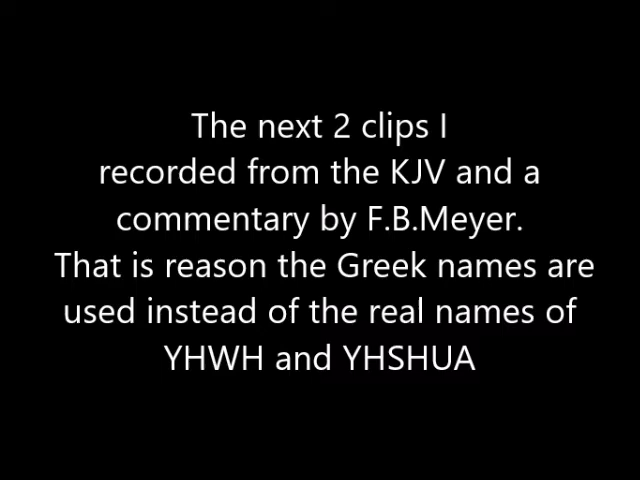 The next 2 clips I
recorded from the KJV and a
commentary by F.B.Meyer.
That is reason the Greek names are
used instead of the real names of
YHWH and YHSHUA